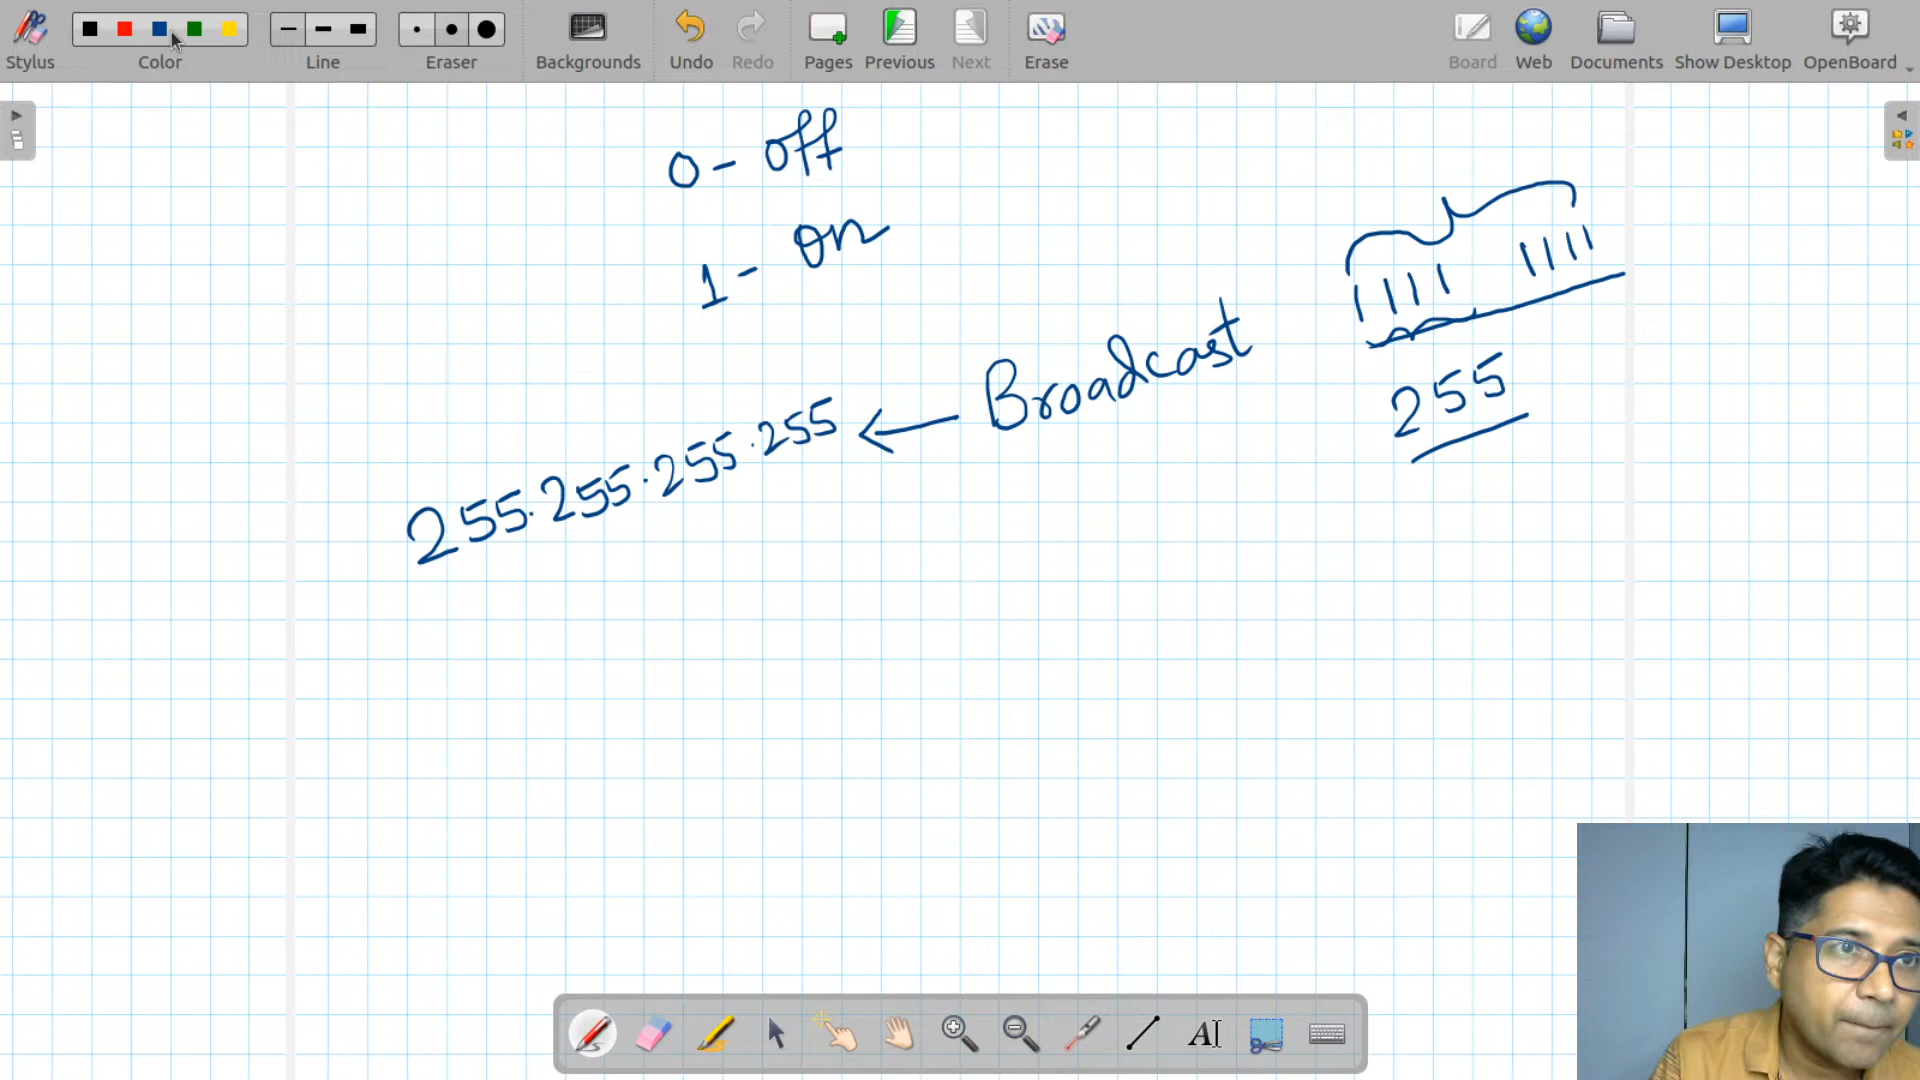 Stylus Color Line Eraser Backgrounds Undo Redo Pages Previous Next Erase Board Web Documents Show Desktop OpenBoard
0 - off
1 - on
1111 1111
255
255.255.255.255 ← Broadcast
A